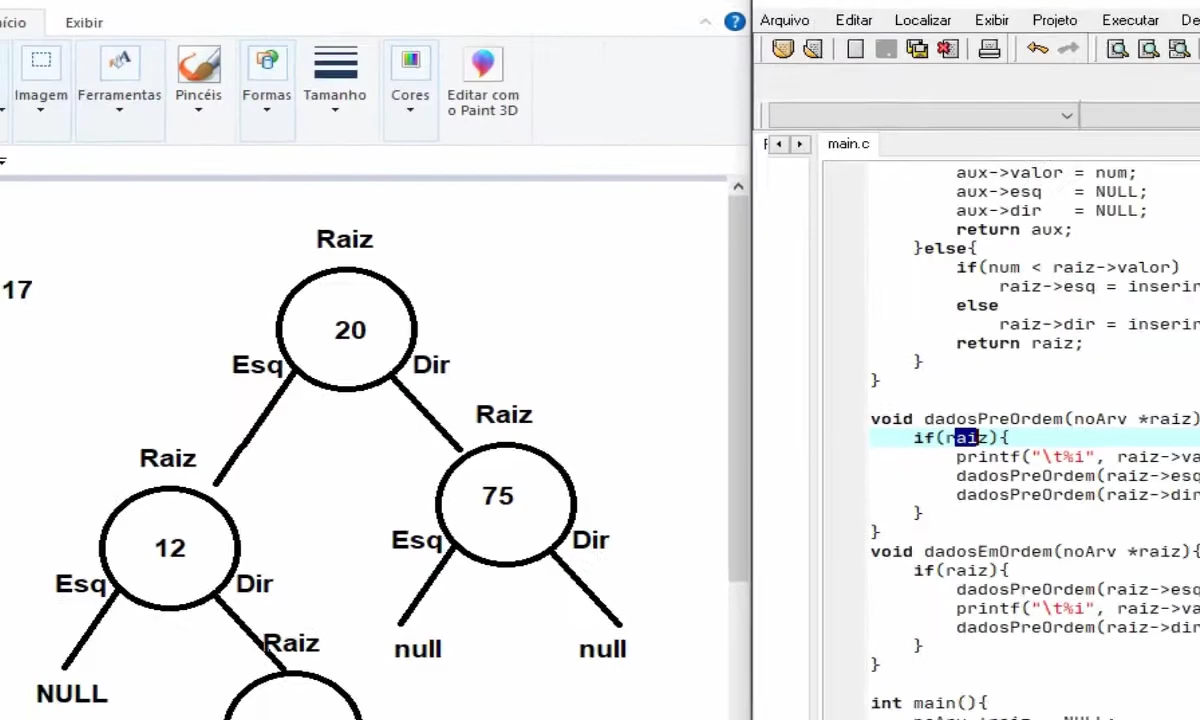 Início
Exibir
Imagem
Ferramentas
Pincéis
Formas
Tamanho
Cores
Editar com
o Paint 3D
17
Raiz
20
Esq
Dir
Raiz
75
Esq
Dir
null
null
Raiz
12
Esq
Dir
NULL
Raiz
Arquivo Editar Localizar Exibir Projeto Executar
main.c
aux->valor = num;
aux->esq   = NULL;
aux->dir   = NULL;
return aux;
}else{
if(num < raiz->valor)
raiz->esq = inserir
else
raiz->dir = inserir
return raiz;
}
}
void dadosPreOrdem(noArv *raiz)
if(raiz){
printf("\t%i", raiz->va
dadosPreOrdem(raiz->esq
dadosPreOrdem(raiz->dir
}
}
void dadosEmOrdem(noArv *raiz){
if(raiz){
dadosPreOrdem(raiz->esq
printf("\t%i", raiz->va
dadosPreOrdem(raiz->dir
}
}
int main(){